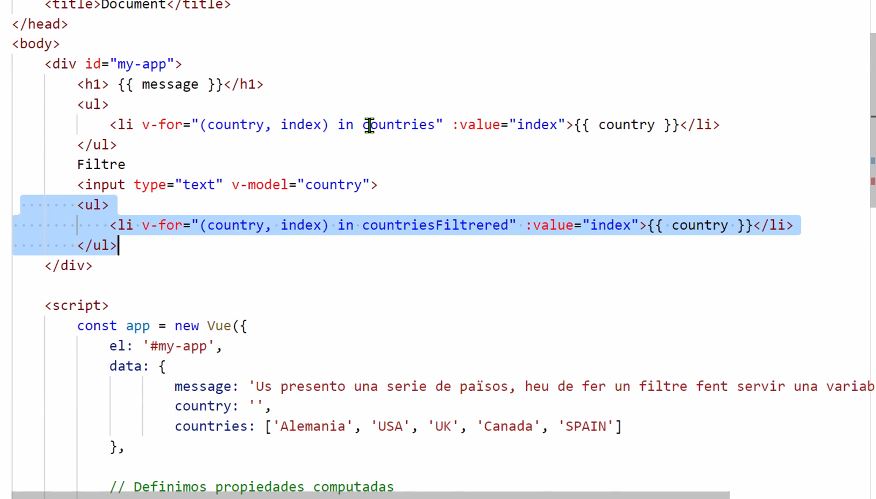 <title>Document</title>
</head>
<body>
<div id="my-app">
<h1> {{ message }}</h1>
<ul>
<li v-for="(country, index) in countries" :value="index">{{ country }}</li>
</ul>
Filtre
<input type="text" v-model="country">
<ul>
<li v-for="(country, index) in countriesFiltrered" :value="index">{{ country }}</li>
</ul>
</div>
<script>
const app = new Vue({
el: '#my-app',
data: {
message: 'Us presento una serie de països, heu de fer un filtre fent servir una variab
country: '',
countries: ['Alemania', 'USA', 'UK', 'Canada', 'SPAIN']
},
// Definimos propiedades computadas